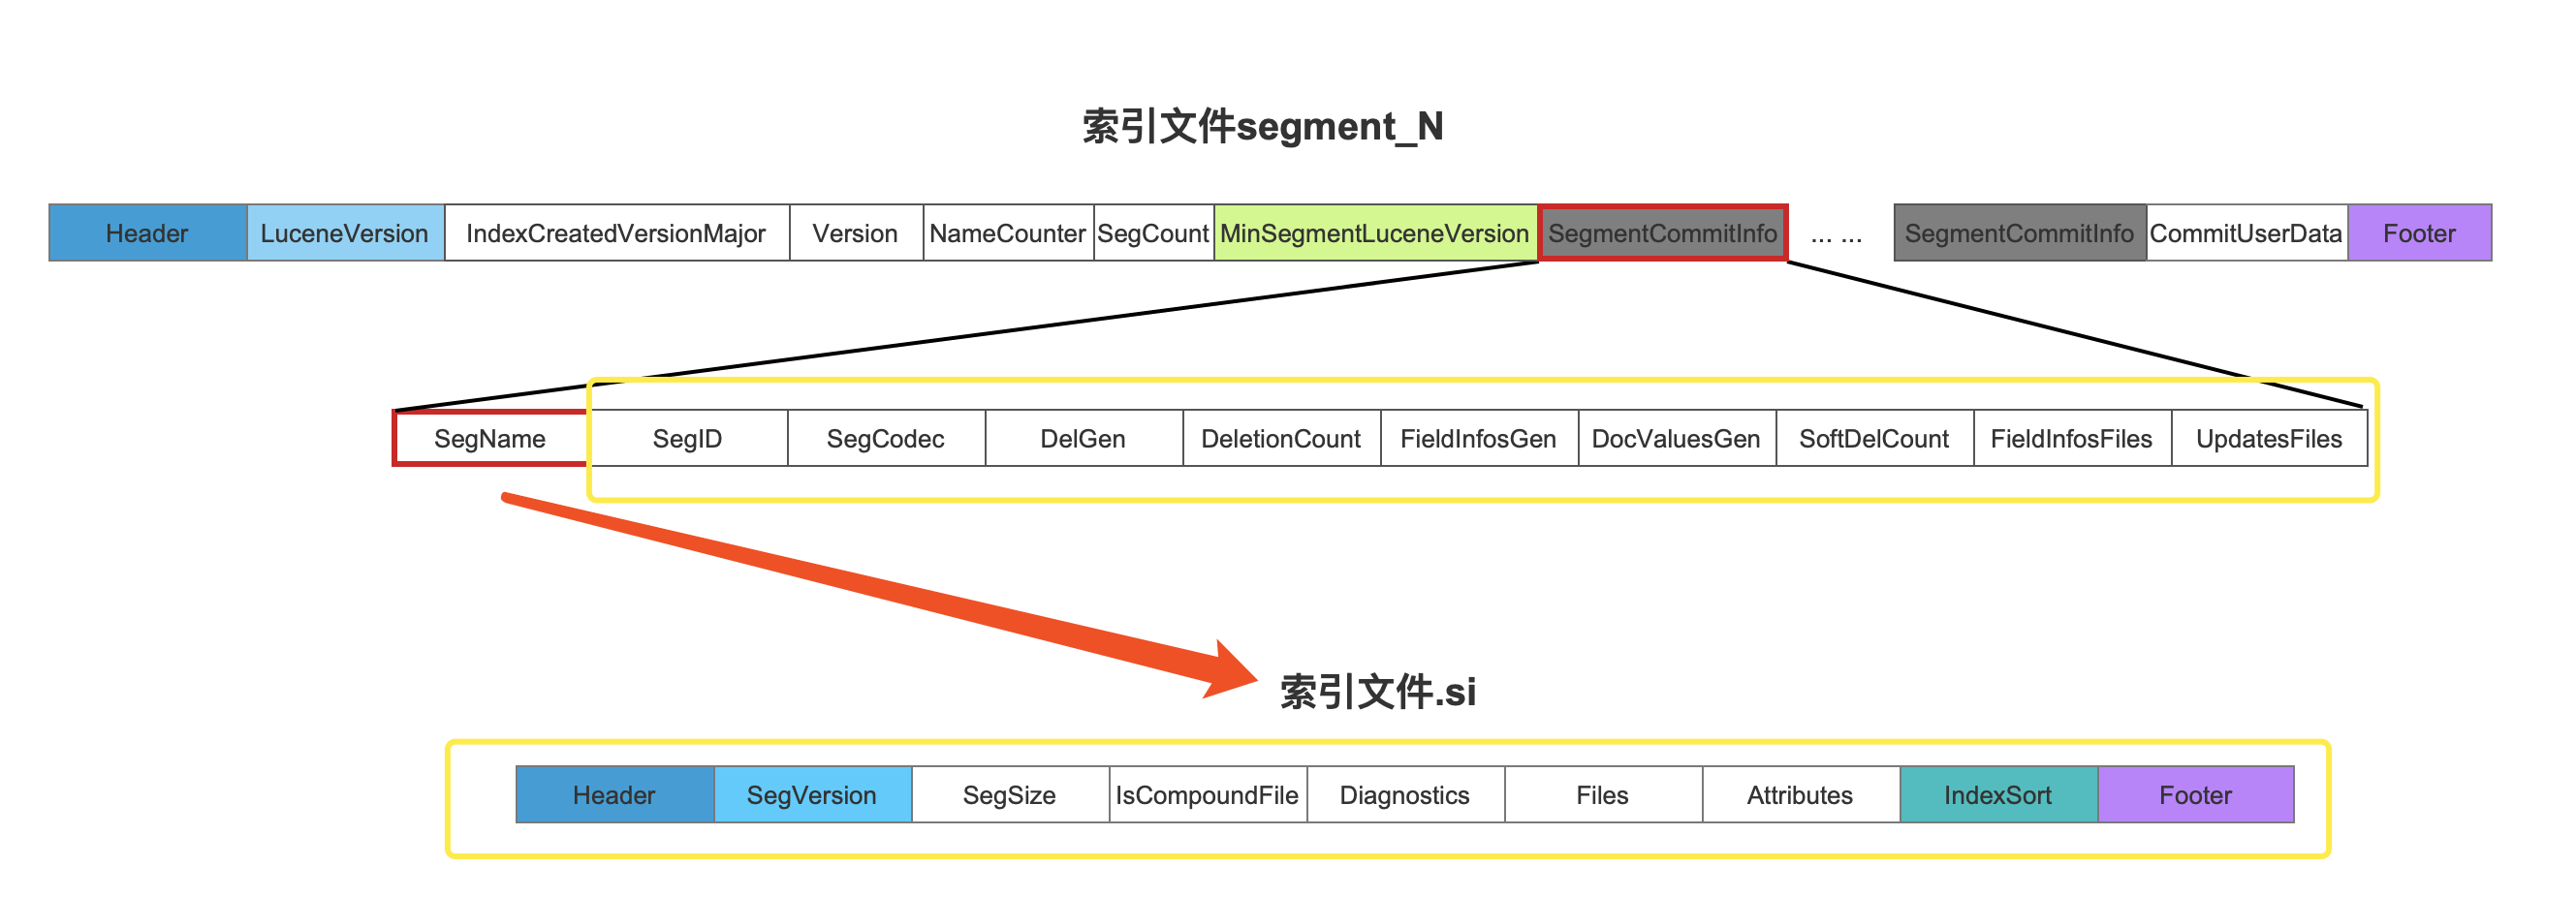 索引文件segment_N
Header LuceneVersion IndexCreatedVersionMajor Version NameCounter SegCount MinSegmentLuceneVersion SegmentCommitInfo ... ... SegmentCommitInfo CommitUserData Footer
SegName SegID SegCodec DelGen DeletionCount FieldInfosGen DocValuesGen SoftDelCount FieldInfosFiles UpdatesFiles
索引文件.si
Header SegVersion SegSize IsCompoundFile Diagnostics Files Attributes IndexSort Footer